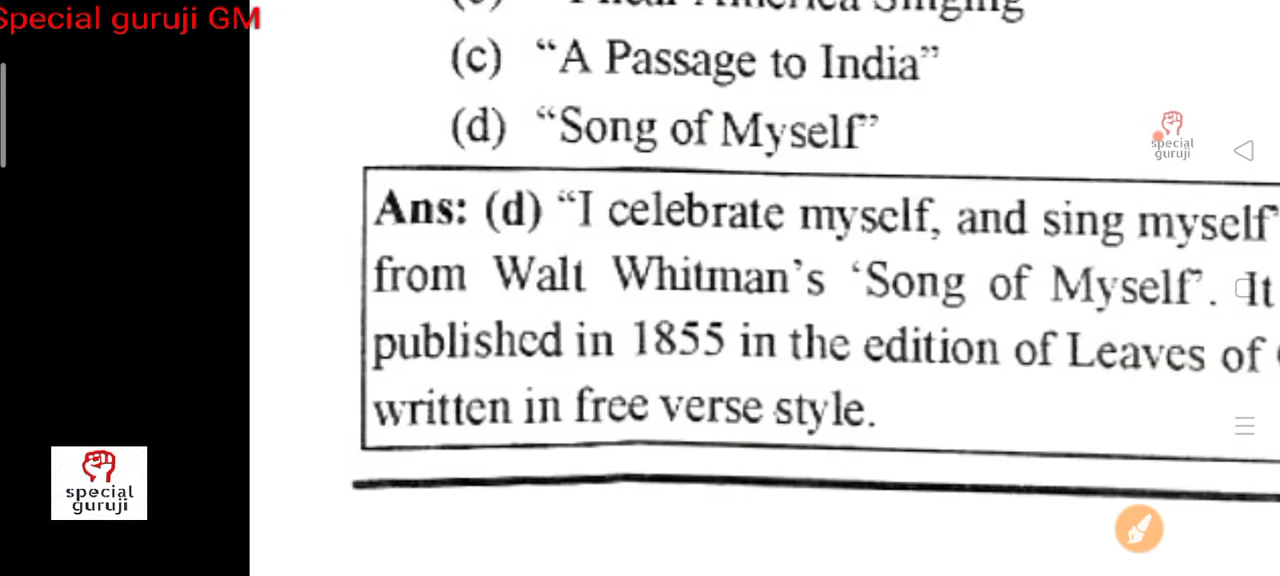 Special guruji GM
(c) “A Passage to India”
(d) “Song of Myself”
special
guruji
Ans: (d) “I celebrate myself, and sing myself
from Walt Whitman’s ‘Song of Myself’. It
published in 1855 in the edition of Leaves of
written in free verse style.
special
guruji